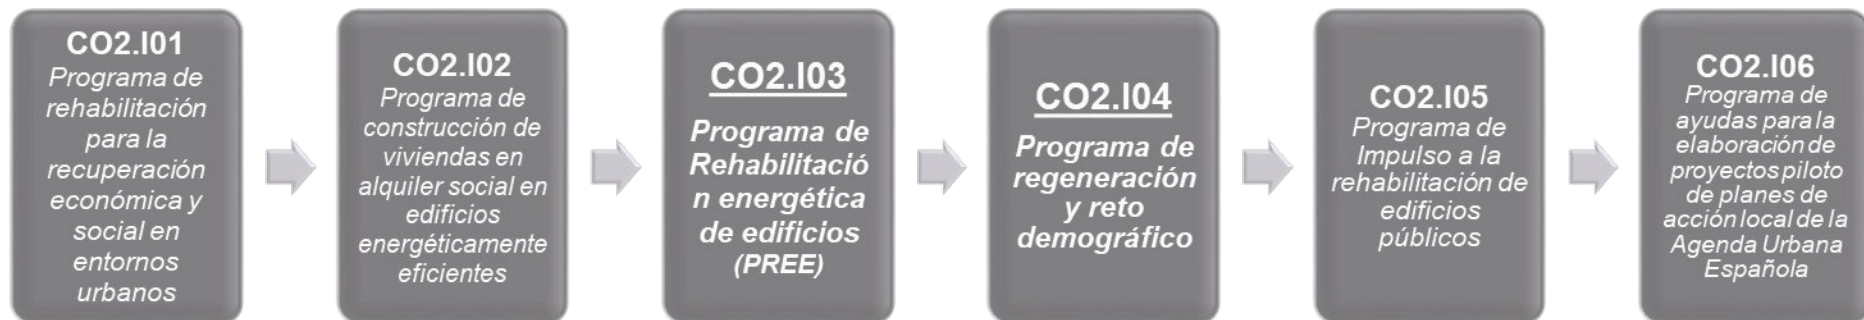 CO2.I01
Programa de
rehabilitación
para la
recuperación
económica y
social en
entornos
urbanos
CO2.I02
Programa de
construcción de
viviendas en
alquiler social en
edificios
energéticamente
eficientes
CO2.I03
Programa de
Rehabilitació
n energética
de edificios
(PREE)
CO2.I04
Programa de
regeneración
y reto
demográfico
CO2.I05
Programa de
Impulso a la
rehabilitación de
edificios
públicos
CO2.I06
Programa de
ayudas para la
elaboración de
proyectos piloto
de planes de
acción local de la
Agenda Urbana
Española